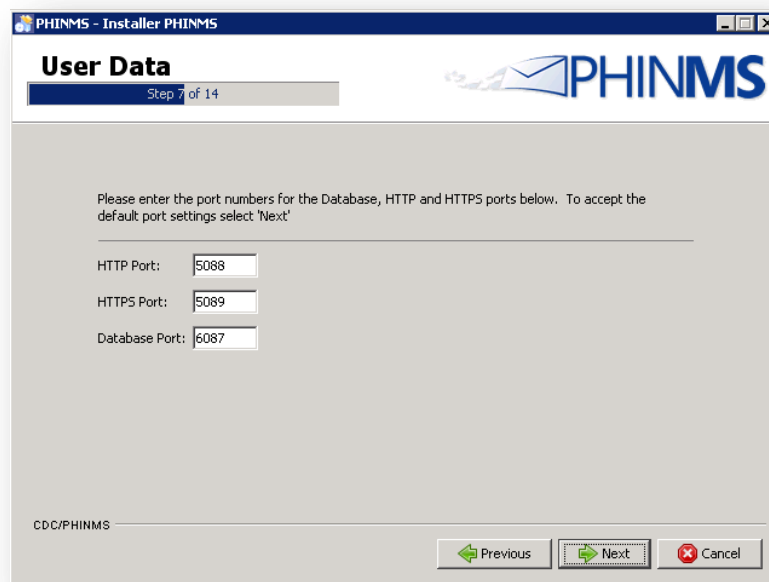 PHINMS - Installer PHINMS
User Data
Step 7 of 14
PHINMS
Please enter the port numbers for the Database, HTTP and HTTPS ports below.  To accept the
default port settings select 'Next'
HTTP Port: 5088
HTTPS Port: 5089
Database Port: 6087
CDC/PHINMS
Previous Next Cancel